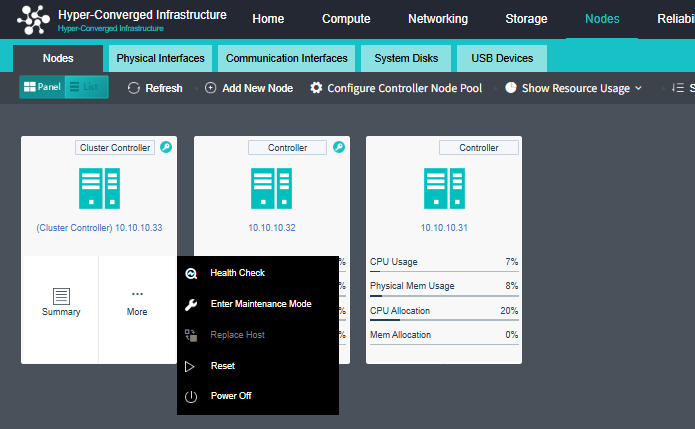 Hyper-Converged Infrastructure
Hyper-Converged Infrastructure
Home
Compute
Networking
Storage
Nodes
Reliabi
Nodes
Physical Interfaces
Communication Interfaces
System Disks
USB Devices
Panel
List
Refresh
Add New Node
Configure Controller Node Pool
Show Resource Usage
S
Cluster Controller
(Cluster Controller) 10.10.10.33
Summary
More
Controller
10.10.10.32
%
%
%
%
Health Check
Enter Maintenance Mode
Replace Host
Reset
Power Off
Controller
10.10.10.31
CPU Usage 7%
Physical Mem Usage 8%
CPU Allocation 20%
Mem Allocation 0%